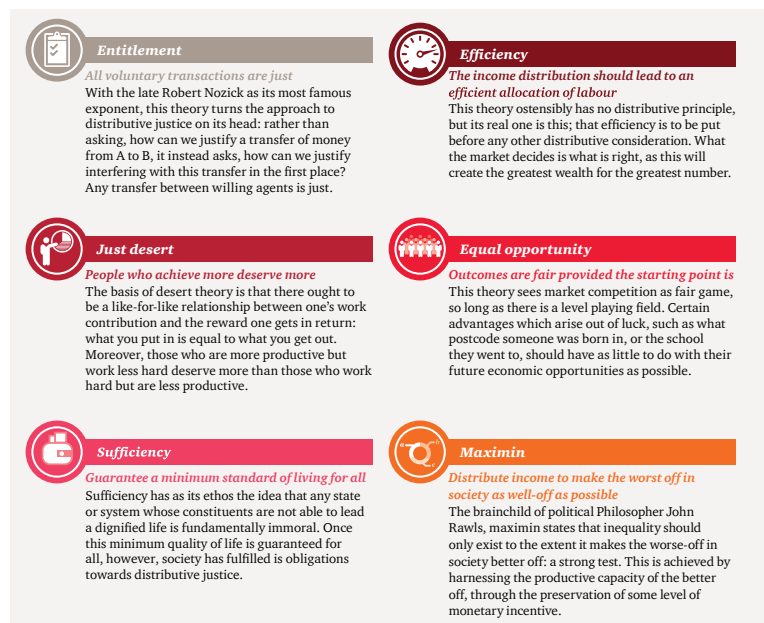 Entitlement
All voluntary transactions are just
With the late Robert Nozick as its most famous
exponent, this theory turns the approach to
distributive justice on its head: rather than
asking, how can we justify a transfer of money
from A to B, it instead asks, how can we justify
interfering with this transfer in the first place?
Any transfer between willing agents is just.
Efficiency
The income distribution should lead to an
efficient allocation of labour
This theory ostensibly has no distributive principle,
but its real one is this; that efficiency is to be put
before any other distributive consideration. What
the market decides is what is right, as this will
create the greatest wealth for the greatest number.
Just desert
People who achieve more deserve more
The basis of desert theory is that there ought to
be a like-for-like relationship between one's work
contribution and the reward one gets in return:
what you put in is equal to what you get out.
Moreover, those who are more productive but
work less hard deserve more than those who work
hard but are less productive.
Equal opportunity
Outcomes are fair provided the starting point is
This theory sees market competition as fair game,
so long as there is a level playing field. Certain
advantages which arise out of luck, such as what
postcode someone was born in, or the school
they went to, should have as little to do with their
future economic opportunities as possible.
Sufficiency
Guarantee a minimum standard of living for all
Sufficiency has as its ethos the idea that any state
or system whose constituents are not able to lead
a dignified life is fundamentally immoral. Once
this minimum quality of life is guaranteed for
all, however, society has fulfilled is obligations
towards distributive justice.
Maximin
Distribute income to make the worst off in
society as well-off as possible
The brainchild of political Philosopher John
Rawls, maximin states that inequality should
only exist to the extent it makes the worse-off in
society better off: a strong test. This is achieved by
harnessing the productive capacity of the better
off, through the preservation of some level of
monetary incentive.